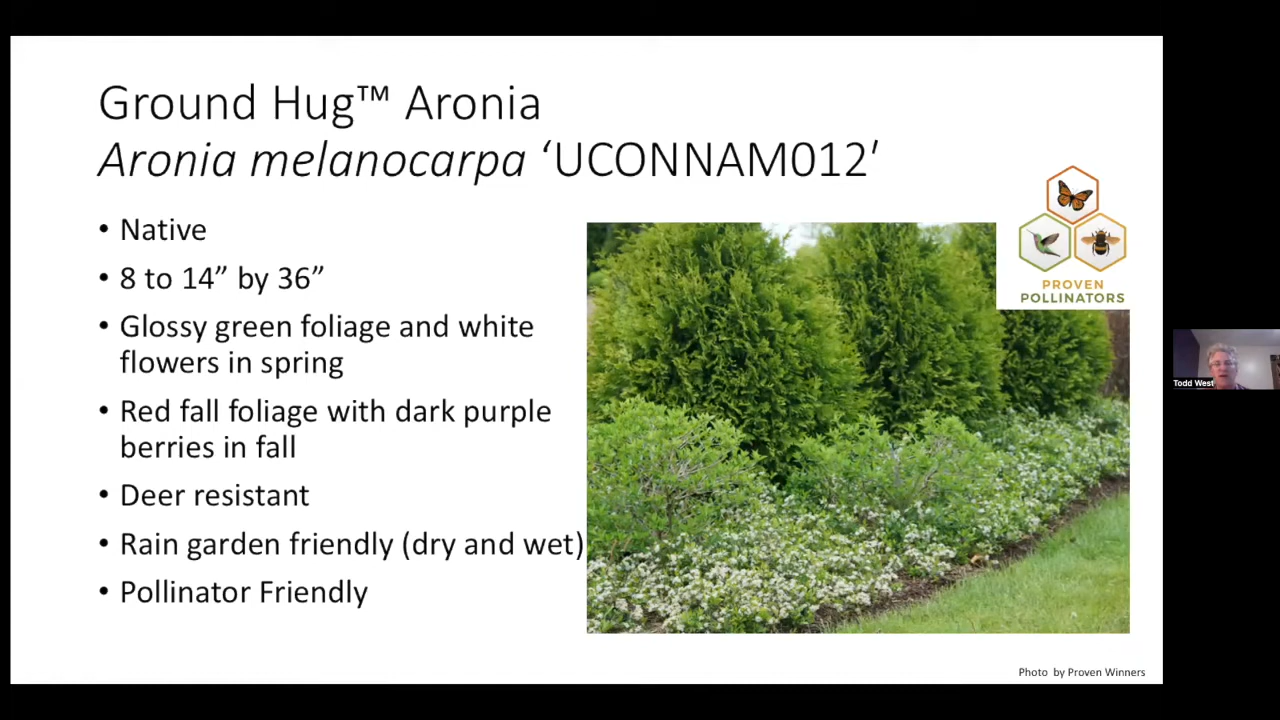 Ground Hug™ Aronia
Aronia melanocarpa ‘UCONNAM012’
• Native
• 8 to 14” by 36”
• Glossy green foliage and white
flowers in spring
• Red fall foliage with dark purple
berries in fall
• Deer resistant
• Rain garden friendly (dry and wet)
• Pollinator Friendly
PROVEN
POLLINATORS
Todd West
Photo by Proven Winners